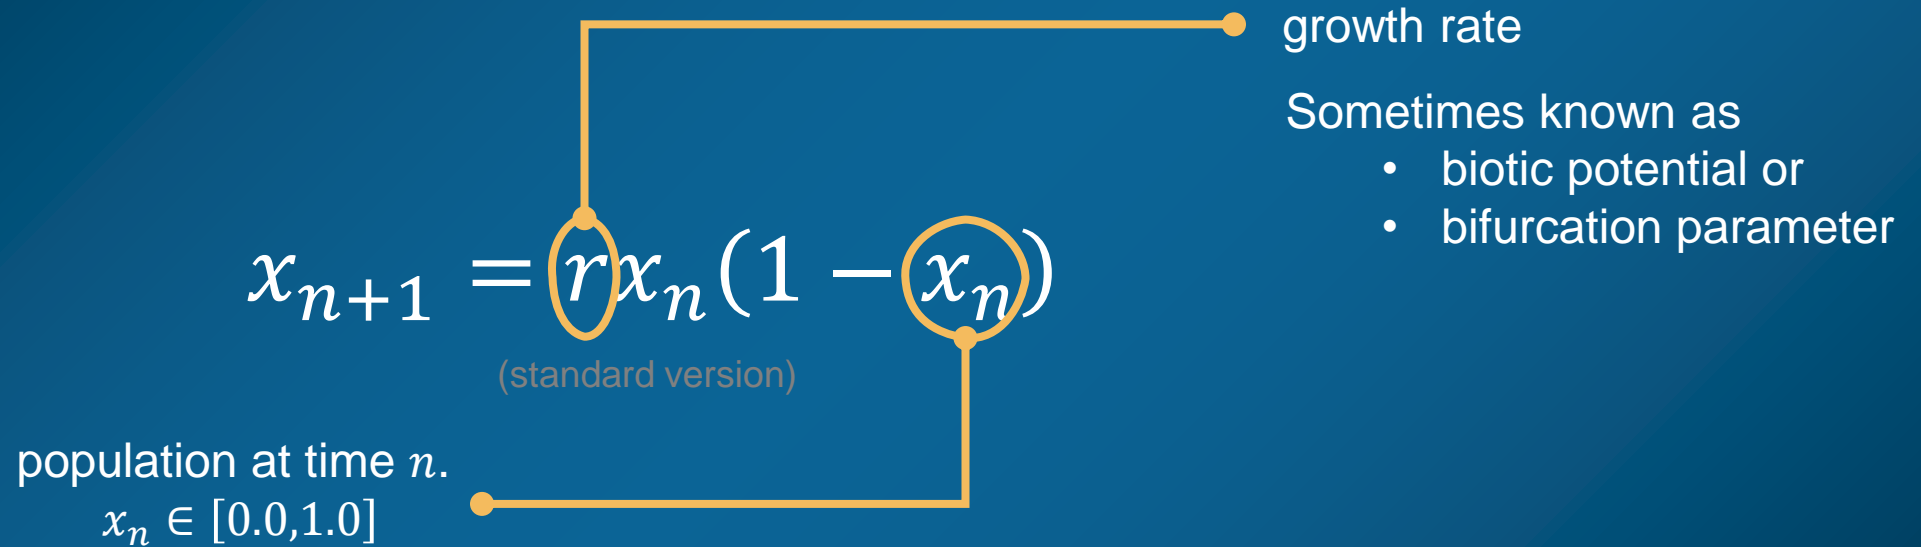 growth rate
Sometimes known as
• biotic potential or
• bifurcation parameter
xₙ₊₁ = rxₙ(1 − xₙ)
(standard version)
population at time n.
xₙ ∈ [0.0,1.0]